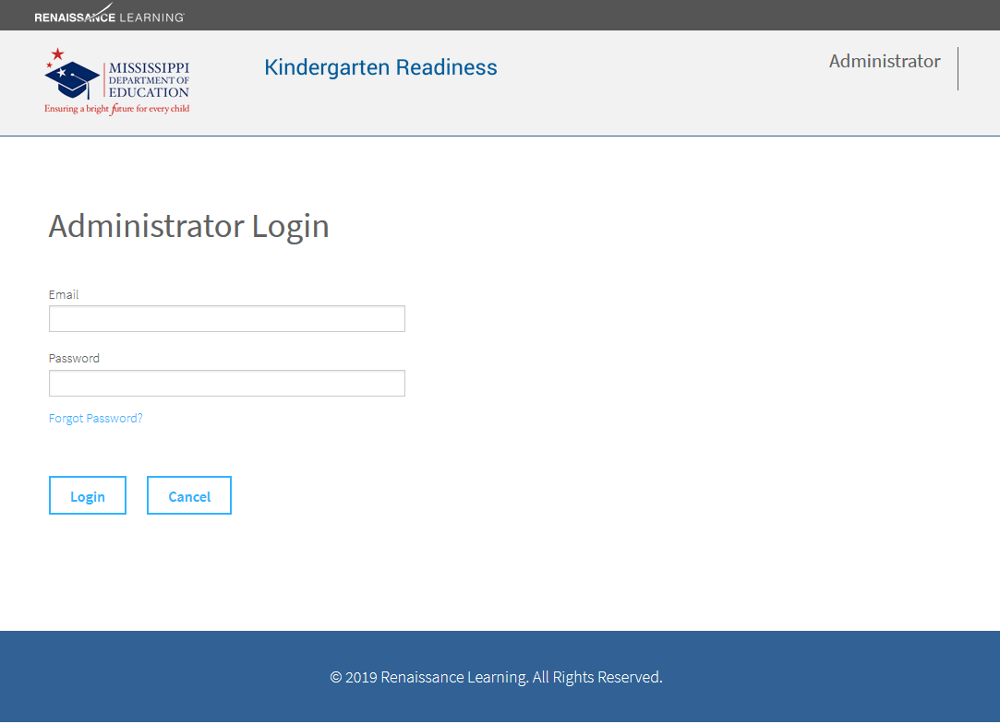 RENAISSANCE LEARNING
MISSISSIPPI
DEPARTMENT OF
EDUCATION
Ensuring a bright future for every child
Kindergarten Readiness
Administrator
Administrator Login
Email
Password
Forgot Password?
Login Cancel
© 2019 Renaissance Learning. All Rights Reserved.